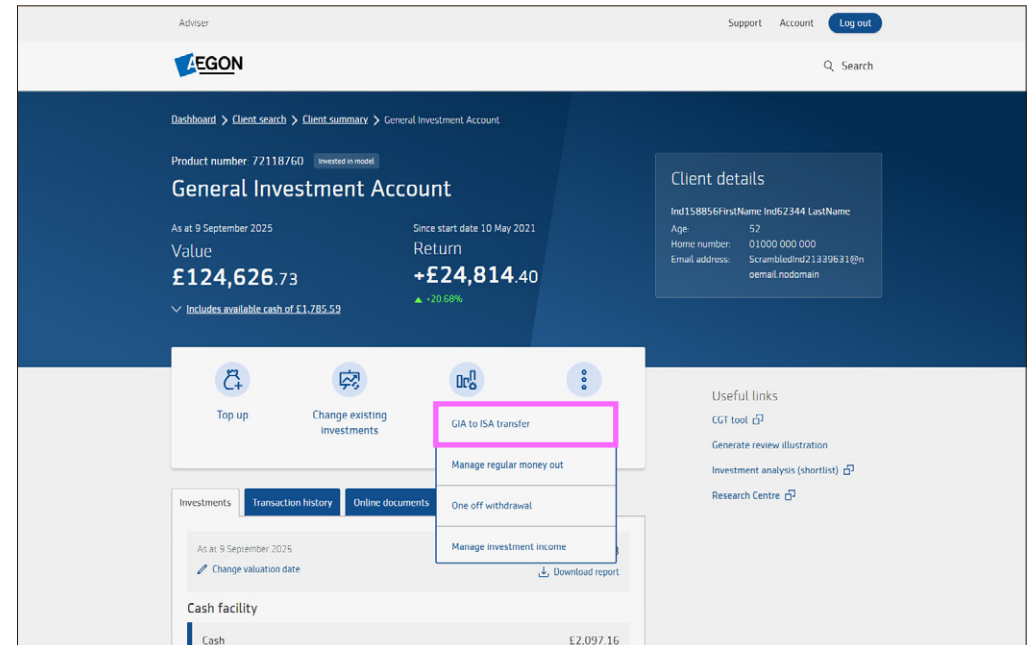 Adviser
Support Account Log out
AEGON
Search
Dashboard > Client search > Client summary > General Investment Account
Product number: 72118760 Invested in model
General Investment Account
As at 9 September 2025
Value
£124,626.73
Includes available cash of £1,785.59
Since start date 10 May 2021
Return
+£24,814.40
+20.68%
Client details
Ind158856FirstName Ind62344 LastName
Age: 52
Home number: 01000 000 000
Email address: ScrambledInd21339631@n
oemail.nodomain
Top up
Change existing
investments
GIA to ISA transfer
Manage regular money out
One off withdrawal
Manage investment income
Useful links
CGT tool
Generate review illustration
Investment analysis (shortlist)
Research Centre
Investments Transaction history Online documents
As at 9 September 2025
Change valuation date
Download report
Cash facility
Cash £2,097.16